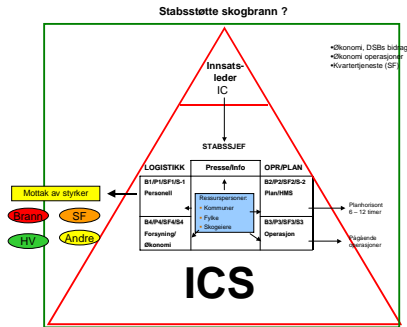 Stabsstøtte skogbrann ?
Innsats-
leder
IC
•Økonomi, DSBs bidrag
•Økonomi operasjoner
•Kvartertjeneste (SF)
STABSSJEF
LOGISTIKK
Presse/Info
OPR/PLAN
B1/P1/SF1/S-1
Personell
B2/P2/SF2/S-2
Plan/HMS
Ressurspersoner:
• Kommuner
• Fylke
• Skogeiere
B4/P4/SF4/S4
Forsyning/
Økonomi
B3/P3/SF3/S3
Operasjon
Mottak av styrker
Brann
SF
HV
Andre
Planhorisont
6 – 12 timer
Pågående
operasjoner
ICS